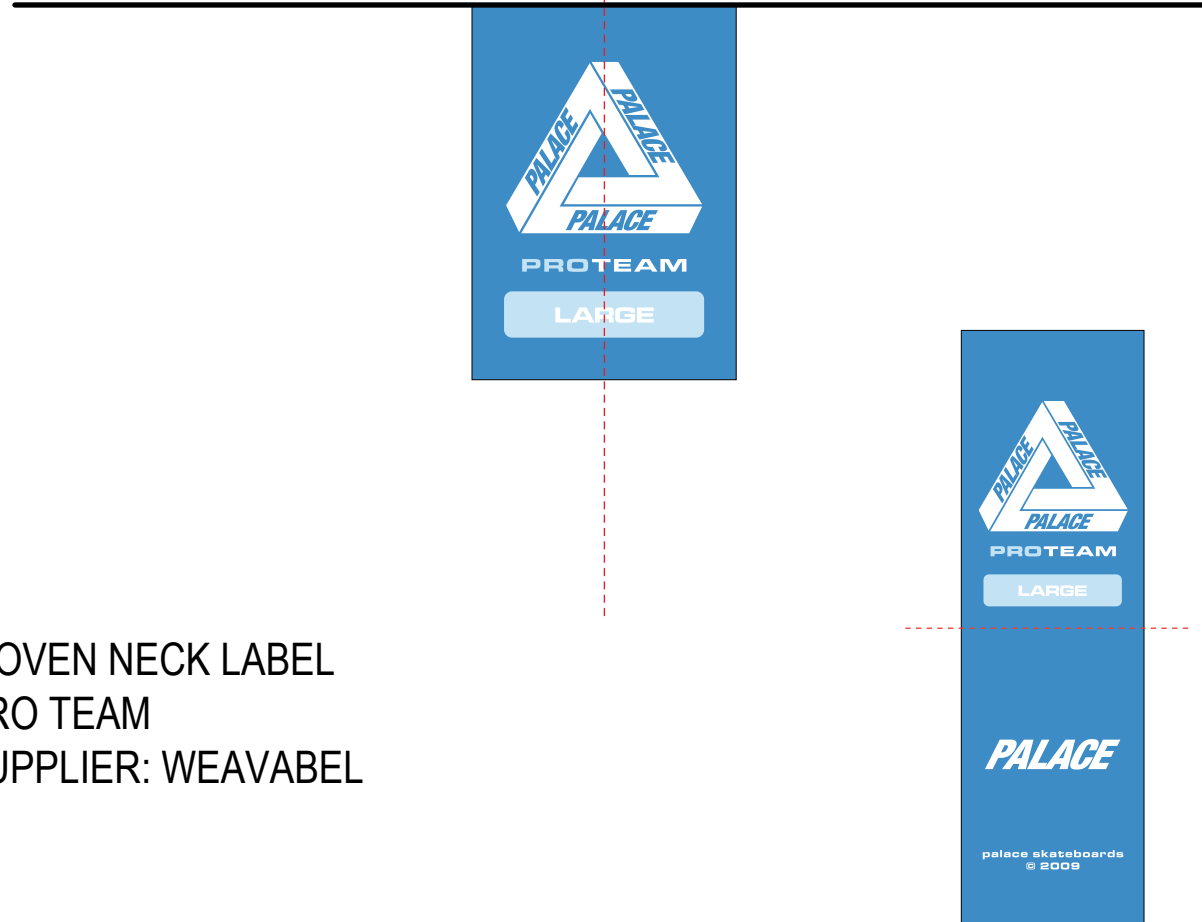 PALACE
PALACE
PALACE
PROTEAM
LARGE
PALACE
PALACE
PALACE
PROTEAM
LARGE
OVEN NECK LABEL
RO TEAM
UPPLIER: WEAVABEL
PALACE
palace skateboards
© 2009